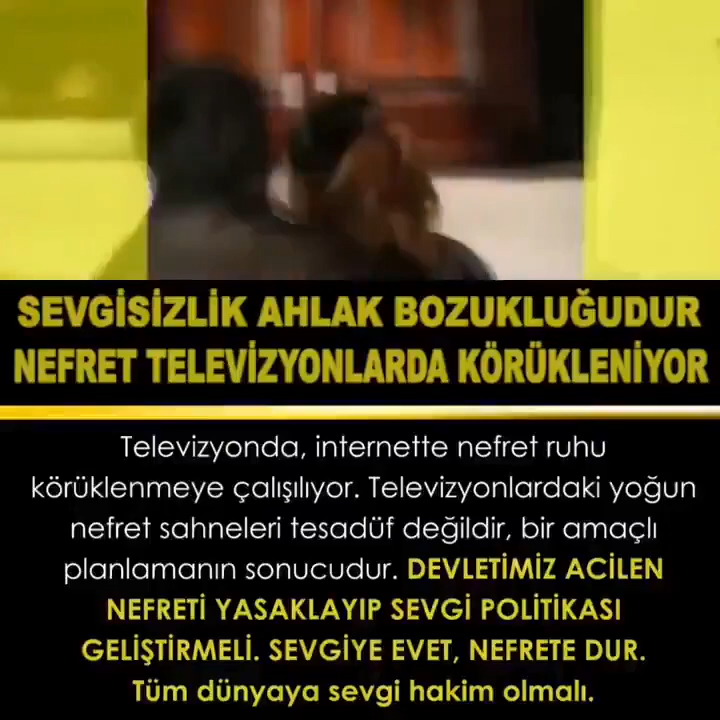 SEVGİSİZLİK AHLAK BOZUKLUĞUDUR
NEFRET TELEVİZYONLARDA KÖRÜKLENİYOR
Televizyonda, internette nefret ruhu
körüklenmeye çalışılıyor. Televizyonlardaki yoğun
nefret sahneleri tesadüf değildir, bir amaçlı
planlamanın sonucudur. DEVLETİMİZ ACİLEN
NEFRETİ YASAKLAYIP SEVGİ POLİTİKASI
GELİŞTİRMELİ. SEVGİYE EVET, NEFRETE DUR.
Tüm dünyaya sevgi hakim olmalı.